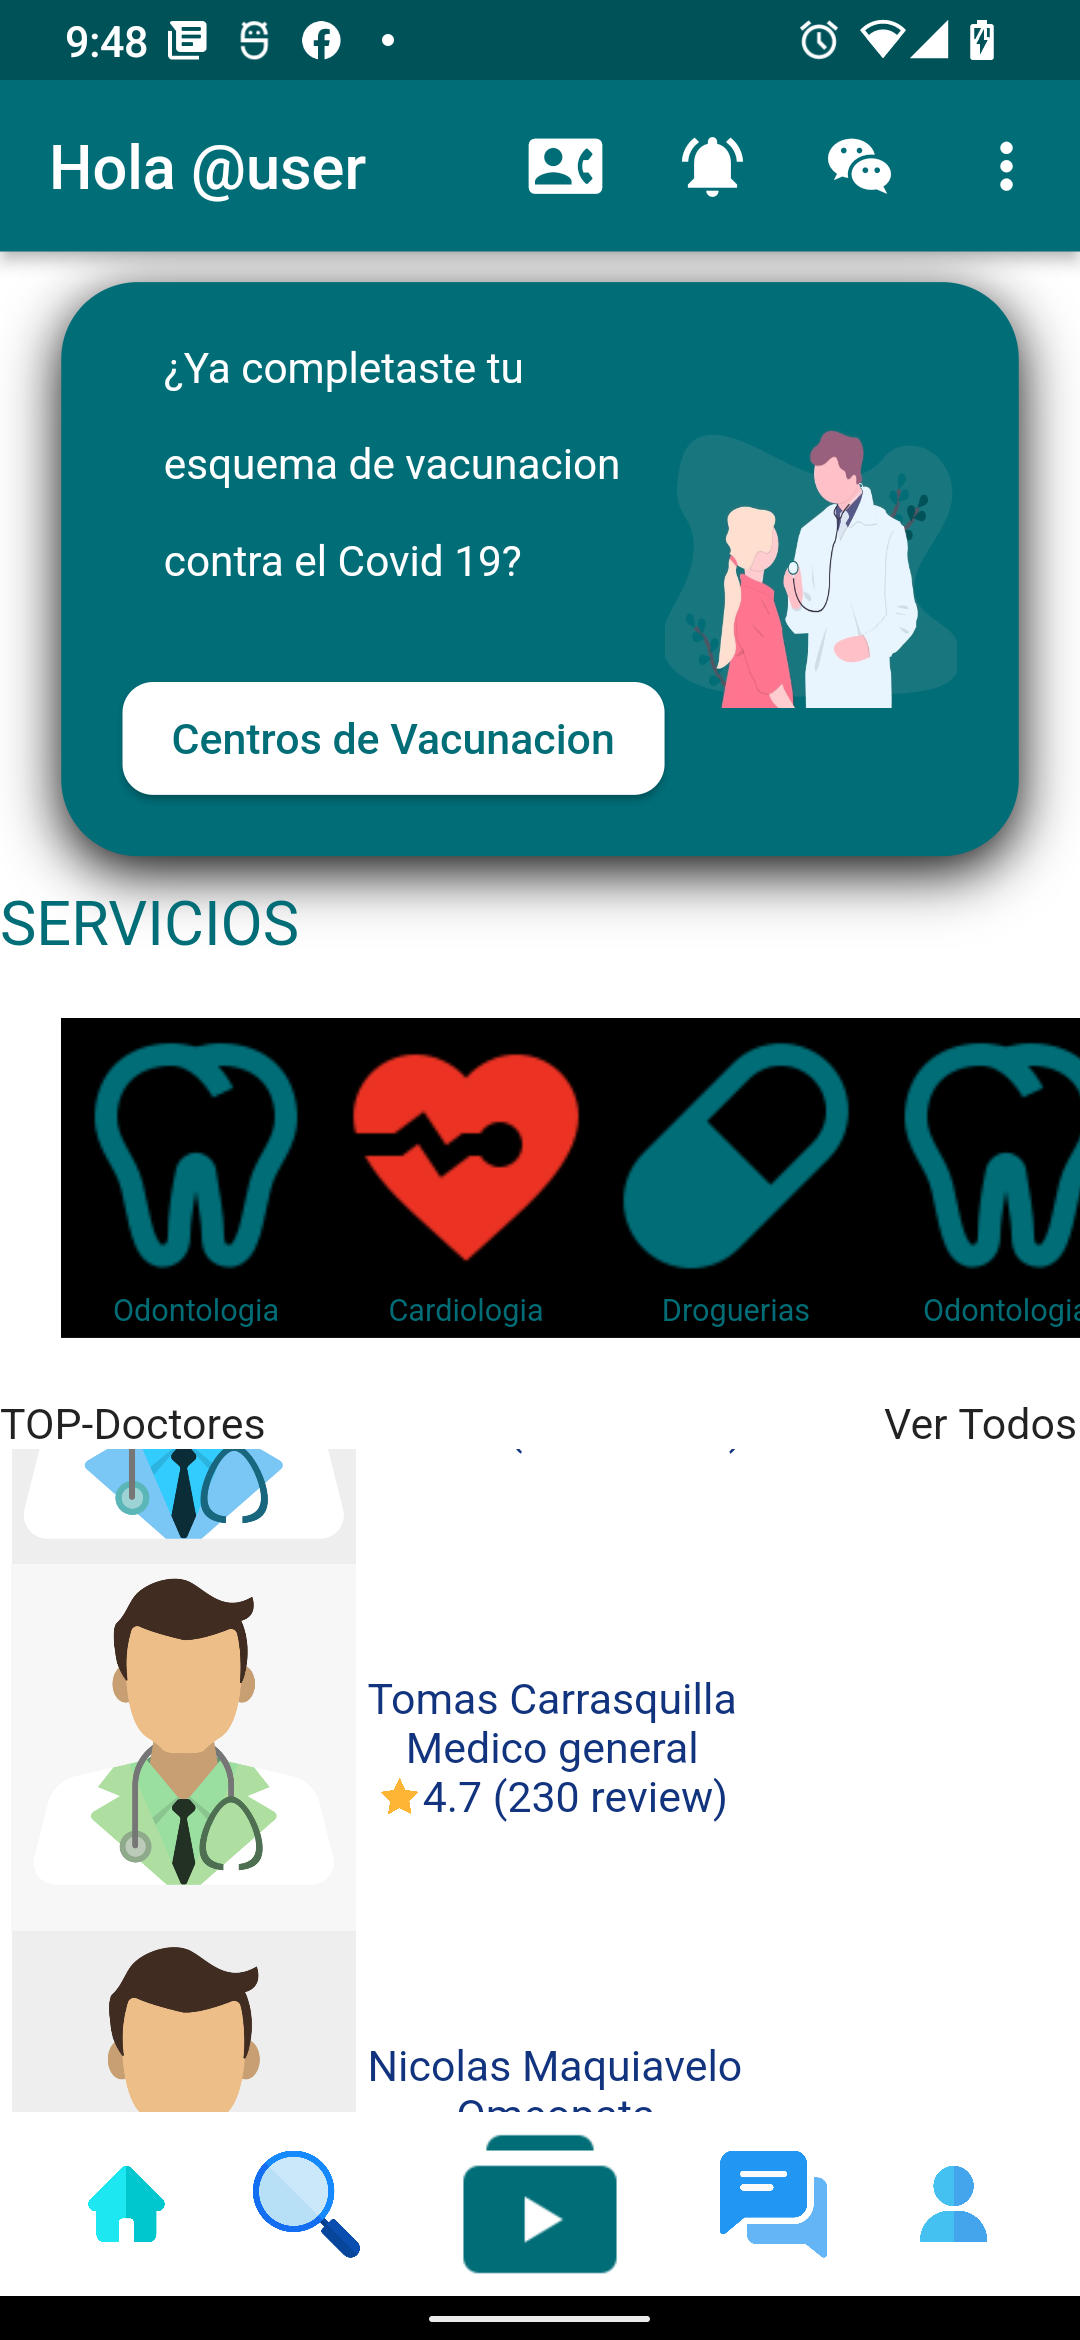 9:48
Hola @user
¿Ya completaste tu
esquema de vacunacion
contra el Covid 19?
Centros de Vacunacion
SERVICIOS
Odontologia
Cardiologia
Droguerias
Odontologia
TOP-Doctores
Ver Todos
Tomas Carrasquilla
Medico general
4.7 (230 review)
Nicolas Maquiavelo